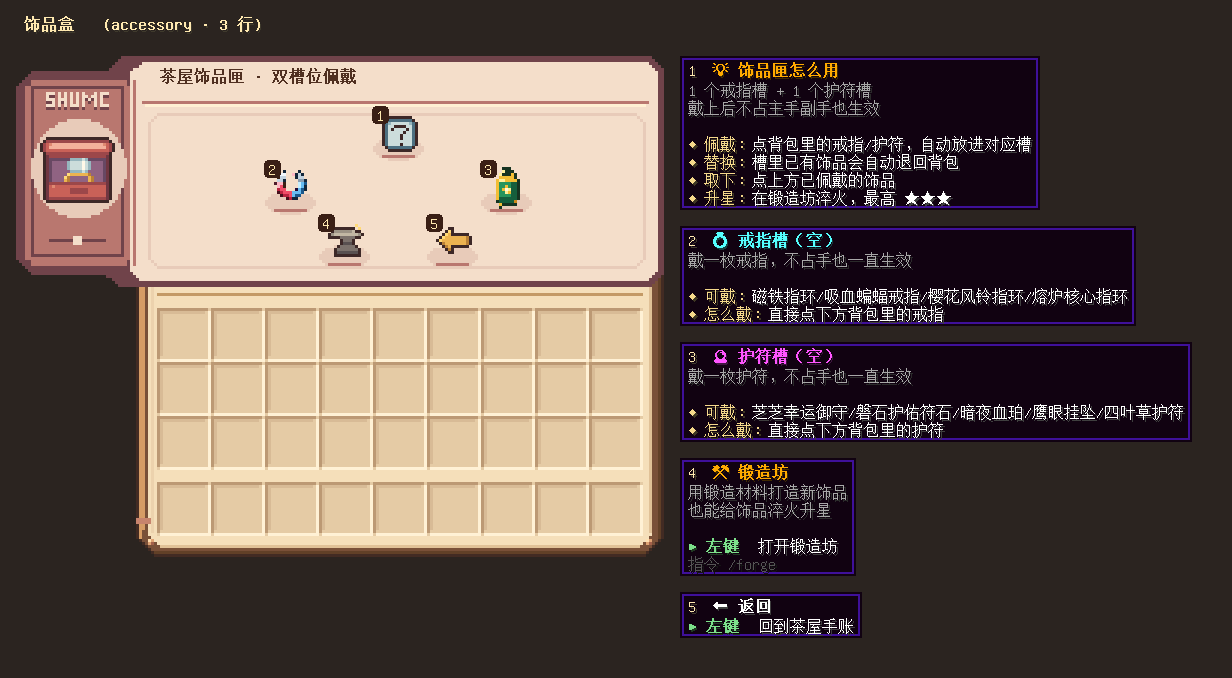 饰品盒 (accessory · 3 行)
SHUMC
茶屋饰品匣 · 双槽位佩戴
1
2
3
4
5
1 饰品匣怎么用
1 个戒指槽 + 1 个护符槽
戴上后不占主手副手也生效
◆ 佩戴: 点背包里的戒指/护符, 自动放进对应槽
◆ 替换: 槽里已有饰品会自动退回背包
◆ 取下: 点上方已佩戴的饰品
◆ 升星: 在锻造坊淬火, 最高 ★★★
2 戒指槽 (空)
戴一枚戒指, 不占手也一直生效
◆ 可戴: 磁铁指环/吸血蝙蝠戒指/樱花风铃指环/熔炉核心指环
◆ 怎么戴: 直接点下方背包里的戒指
3 护符槽 (空)
戴一枚护符, 不占手也一直生效
◆ 可戴: 芝芝幸运御守/磐石护佑符石/暗夜血珀/鹰眼挂坠/四叶草护符
◆ 怎么戴: 直接点下方背包里的护符
4 ⚒ 锻造坊
用锻造材料打造新饰品
也能给饰品淬火升星
▶ 左键 打开锻造坊
指令 /forge
5 ← 返回
▶ 左键 回到茶屋手账